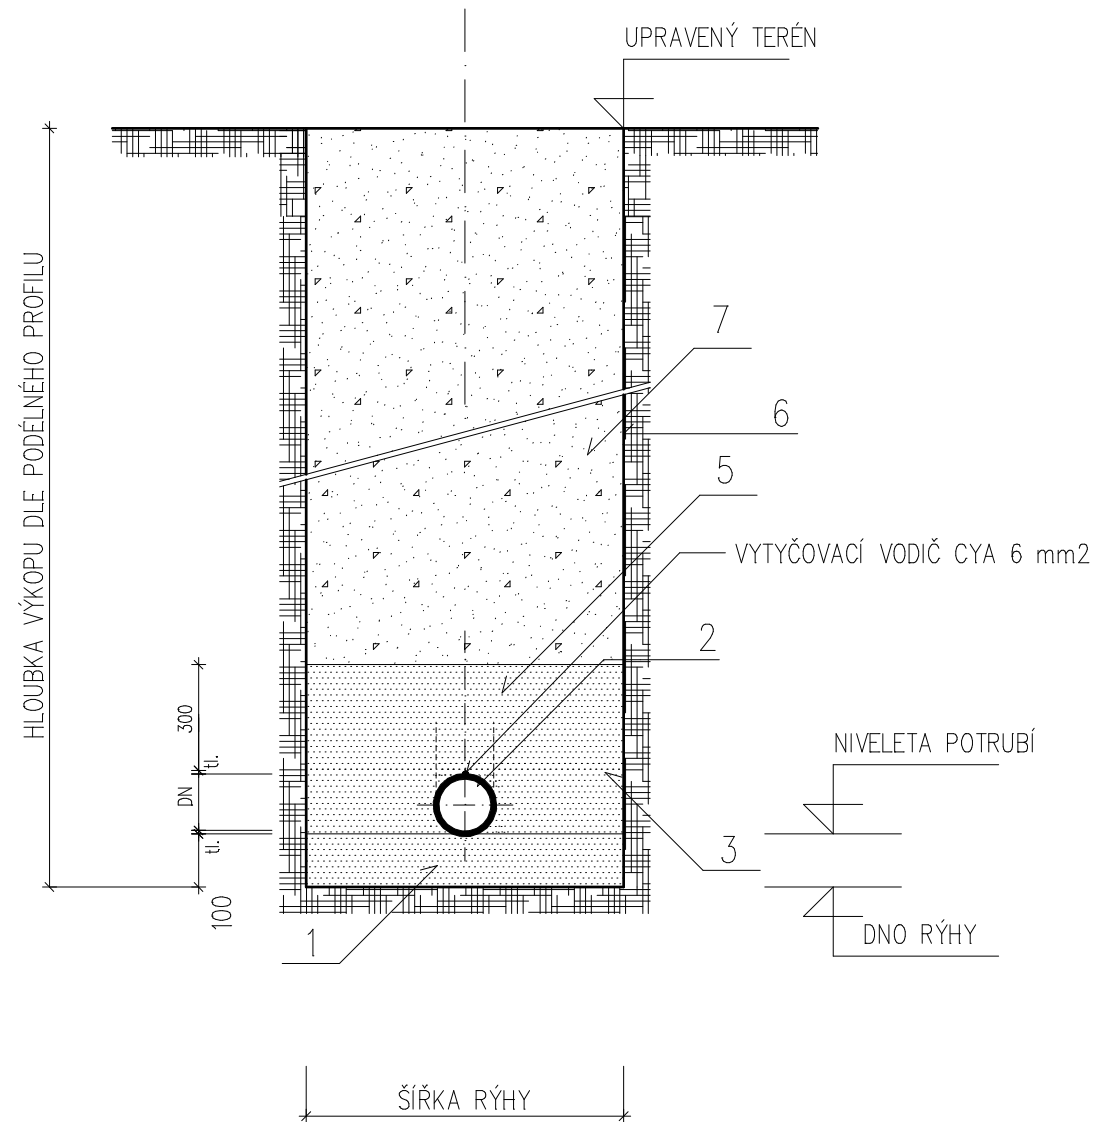 UPRAVENÝ TERÉN
7
6
5
VYTYČOVACÍ VODIČ CYA 6 mm2
2
HLOUBKA VÝKOPU DLE PODÉLNÉHO PROFILU
300
tl.
DN
tl.
100
NIVELETA POTRUBÍ
3
1
DNO RÝHY
ŠÍŘKA RÝHY